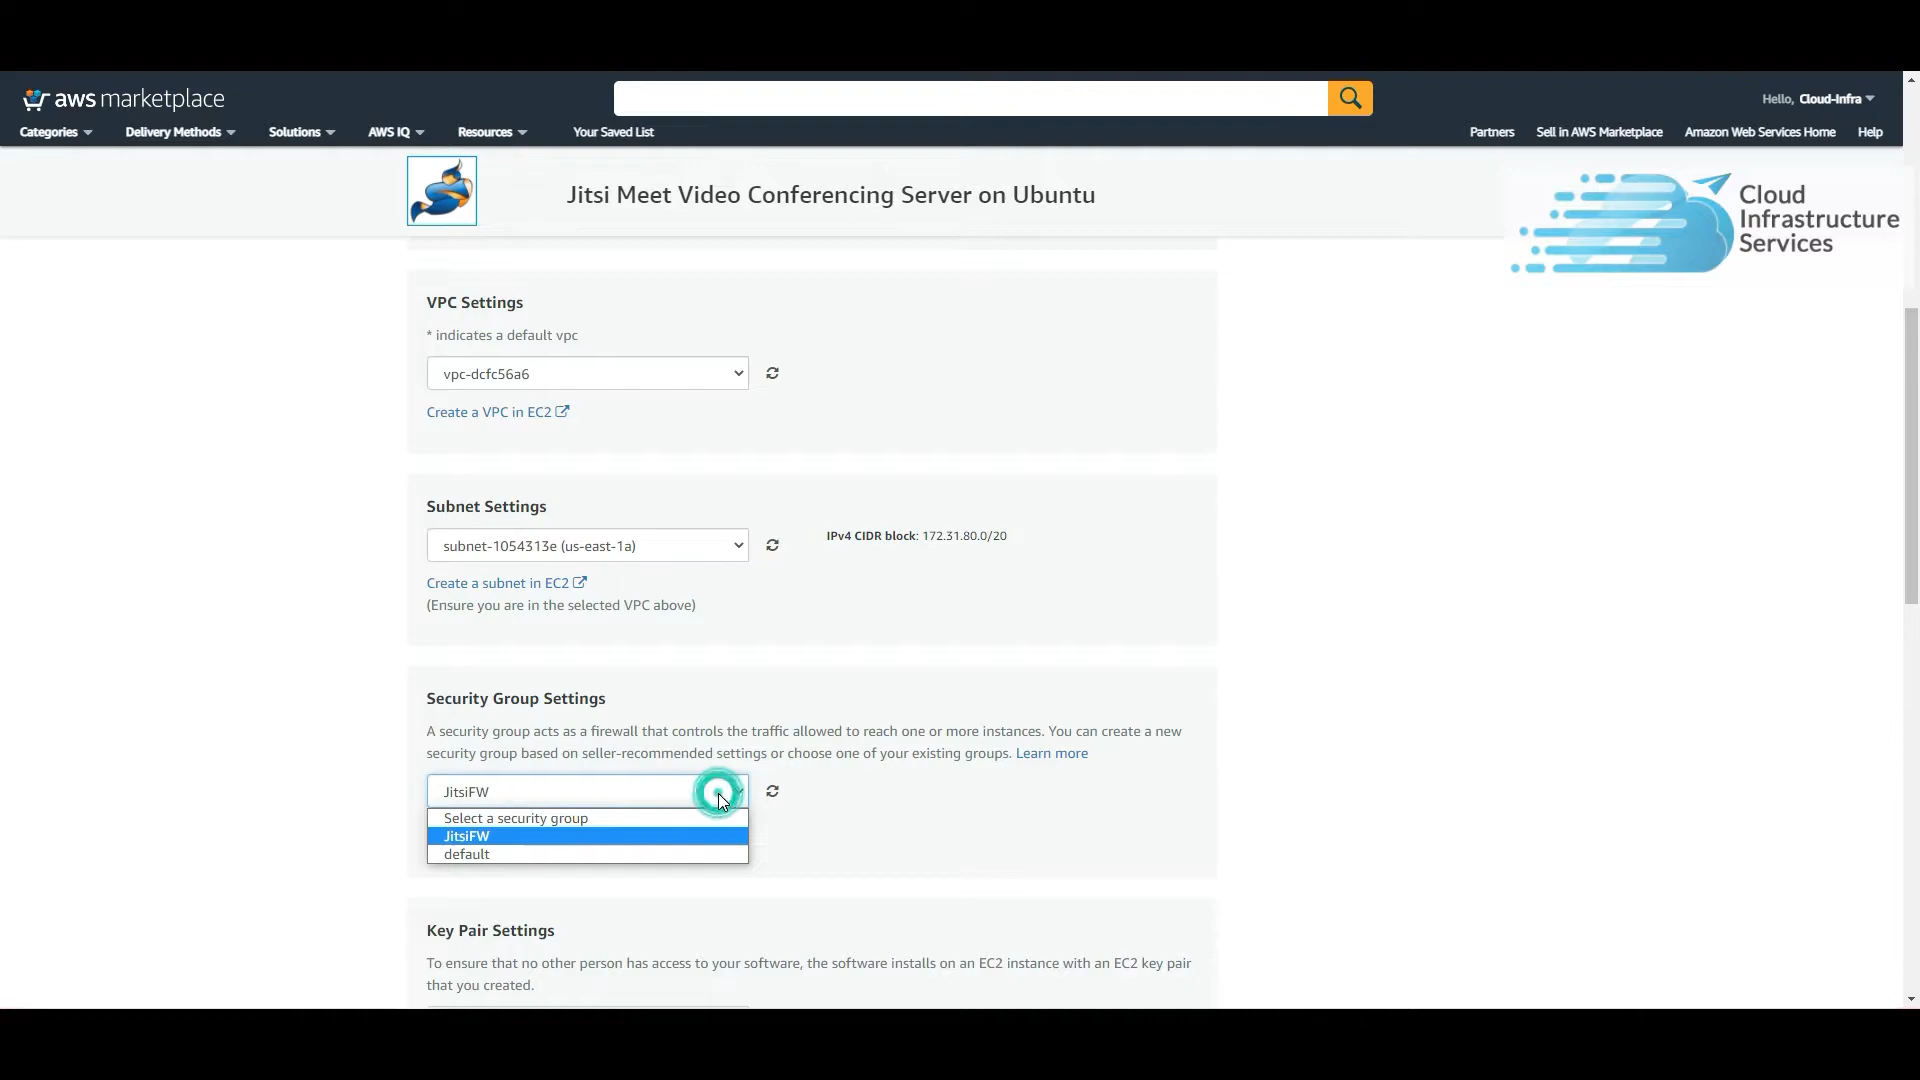 aws marketplace
Hello, Cloud-Infra
Categories
Delivery Methods
Solutions
AWS IQ
Resources
Your Saved List
Partners
Sell in AWS Marketplace
Amazon Web Services Home
Help
Jitsi Meet Video Conferencing Server on Ubuntu
Cloud
Infrastructure
Services
VPC Settings
* indicates a default vpc
vpc-dcfc56a6
Create a VPC in EC2
Subnet Settings
subnet-1054313e (us-east-1a)
IPv4 CIDR block: 172.31.80.0/20
Create a subnet in EC2
(Ensure you are in the selected VPC above)
Security Group Settings
A security group acts as a firewall that controls the traffic allowed to reach one or more instances. You can create a new
security group based on seller-recommended settings or choose one of your existing groups. Learn more
JitsiFW
Select a security group
JitsiFW
default
Key Pair Settings
To ensure that no other person has access to your software, the software installs on an EC2 instance with an EC2 key pair
that you created.